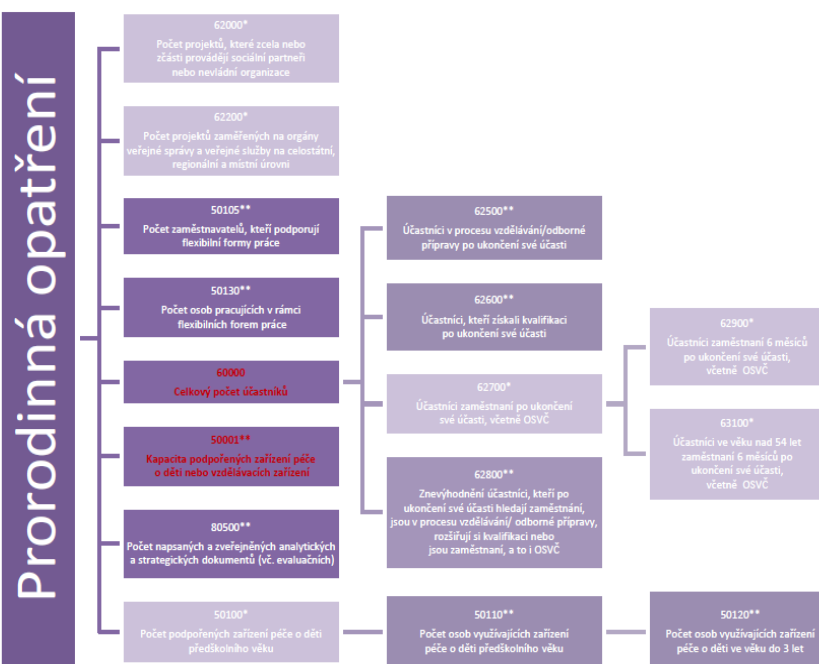 Prorodinná opatření
62000*
Počet projektů, které zcela nebo
zčásti provádějí sociální partneři
nebo nevládní organizace
62200*
Počet projektů zaměřených na orgány
veřejné správy a veřejné služby na celostátní,
regionální a místní úrovni
50105**
Počet zaměstnavatelů, kteří podporují
flexibilní formy práce
50130**
Počet osob pracujících v rámci
flexibilních forem práce
60000
Celkový počet účastníků
50001**
Kapacita podpořených zařízení péče
o děti nebo vzdělávacích zařízení
80500**
Počet napsaných a zveřejněných analytických
a strategických dokumentů (vč. evaluačních)
50100*
Počet podpořených zařízení péče o děti
předškolního věku
62500**
Účastníci v procesu vzdělávání/odborné
přípravy po ukončení své účasti
62600**
Účastníci, kteří získali kvalifikaci
po ukončení své účasti
62700*
Účastníci zaměstnaní po ukončení
své účasti, včetně OSVČ
62800**
Znevýhodnění účastníci, kteří po
ukončení své účasti hledají zaměstnání,
jsou v procesu vzdělávání/ odborné přípravy,
rozšiřují si kvalifikaci nebo
jsou zaměstnaní, a to i OSVČ
50110**
Počet osob využívajících zařízení
péče o děti předškolního věku
62900*
Účastníci zaměstnaní 6 měsíců
po ukončení své účasti,
včetně OSVČ
63100*
Účastníci ve věku nad 54 let
zaměstnaní 6 měsíců po
ukončení své účasti,
včetně OSVČ
50120**
Počet osob využívajících zařízení
péče o děti ve věku do 3 let